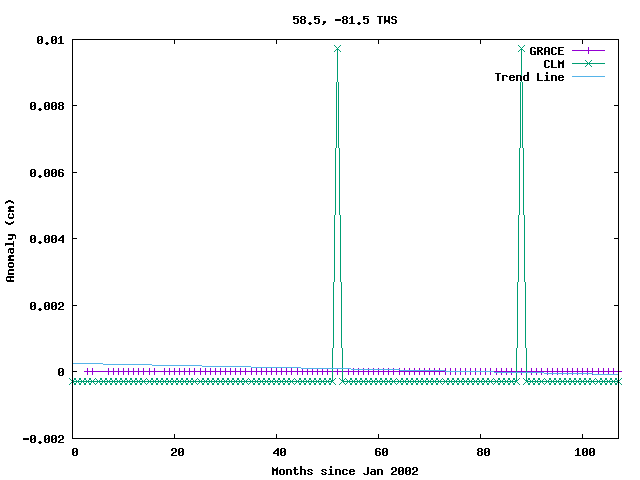 58.5, -81.5 TWS
0.01
GRACE
CLM
Trend Line
0.008
0.006
0.004
0.002
0
-0.002
Anomaly (cm)
0 20 40 60 80 100
Months since Jan 2002